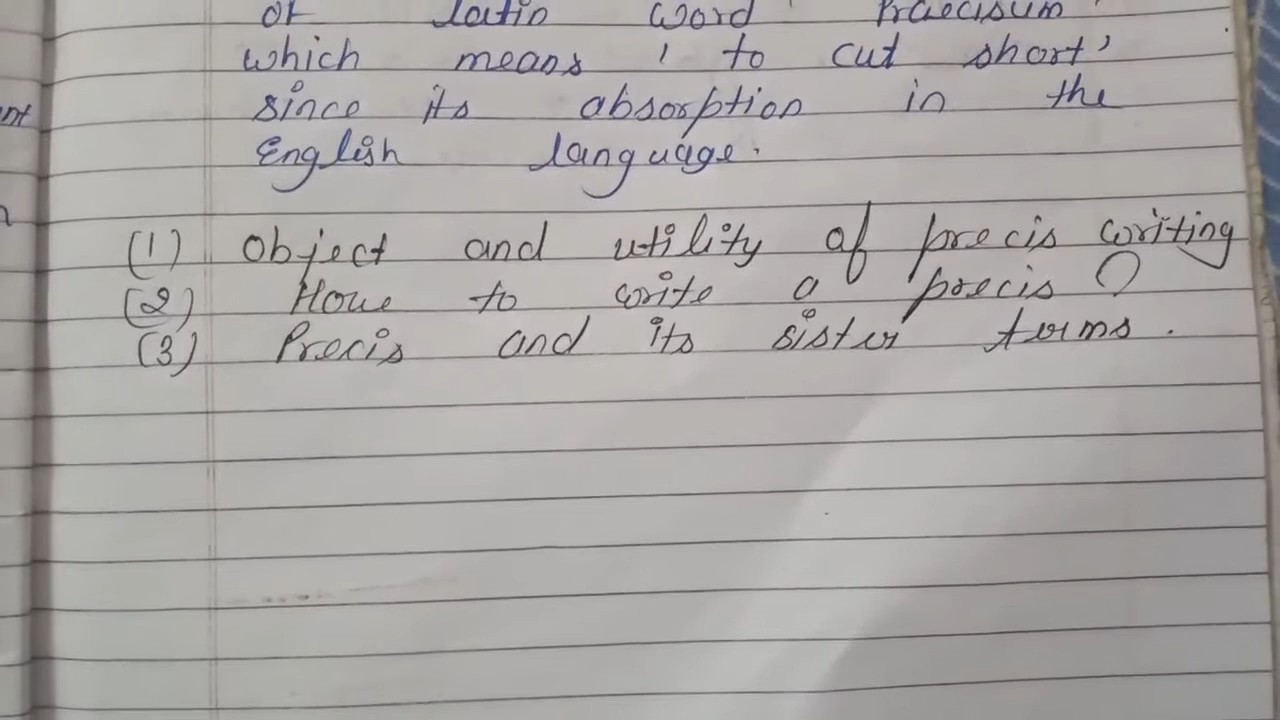 of latin word Praecisum'
which means ' to cut short'
since its absorption in the
English language.
(1) Object and utility of precis writing
(2) Howe to write a precis ?
(3) Precis and its sister terms.